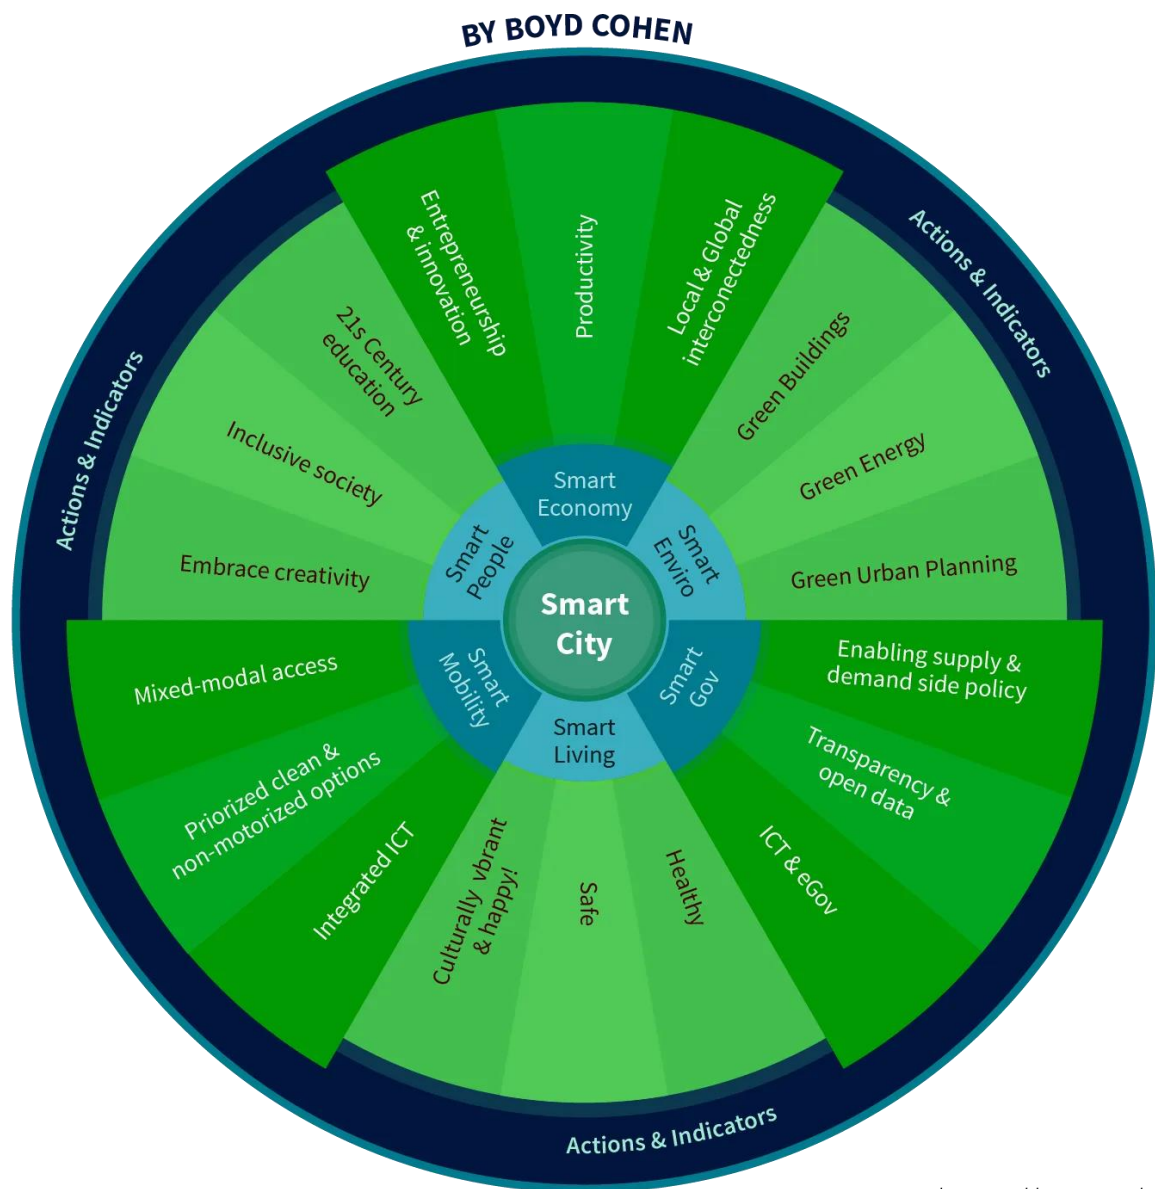 BY BOYD COHEN
Actions & Indicators
Actions & Indicators
Actions & Indicators
Smart
City
Smart
Economy
Entrepreneurship
& innovation
Productivity
Local & Global
interconectedness
Smart
Enviro
Green Buildings
Green Energy
Green Urban Planning
Smart
Gov
Enabling supply &
demand side policy
Transparency &
open data
ICT & eGov
Smart
Living
Healthy
Safe
Culturally vbrant
& happy!
Smart
Mobility
Integrated ICT
Priorized clean &
non-motorized options
Mixed-modal access
Smart
People
Embrace creativity
Inclusive society
21s Century
education